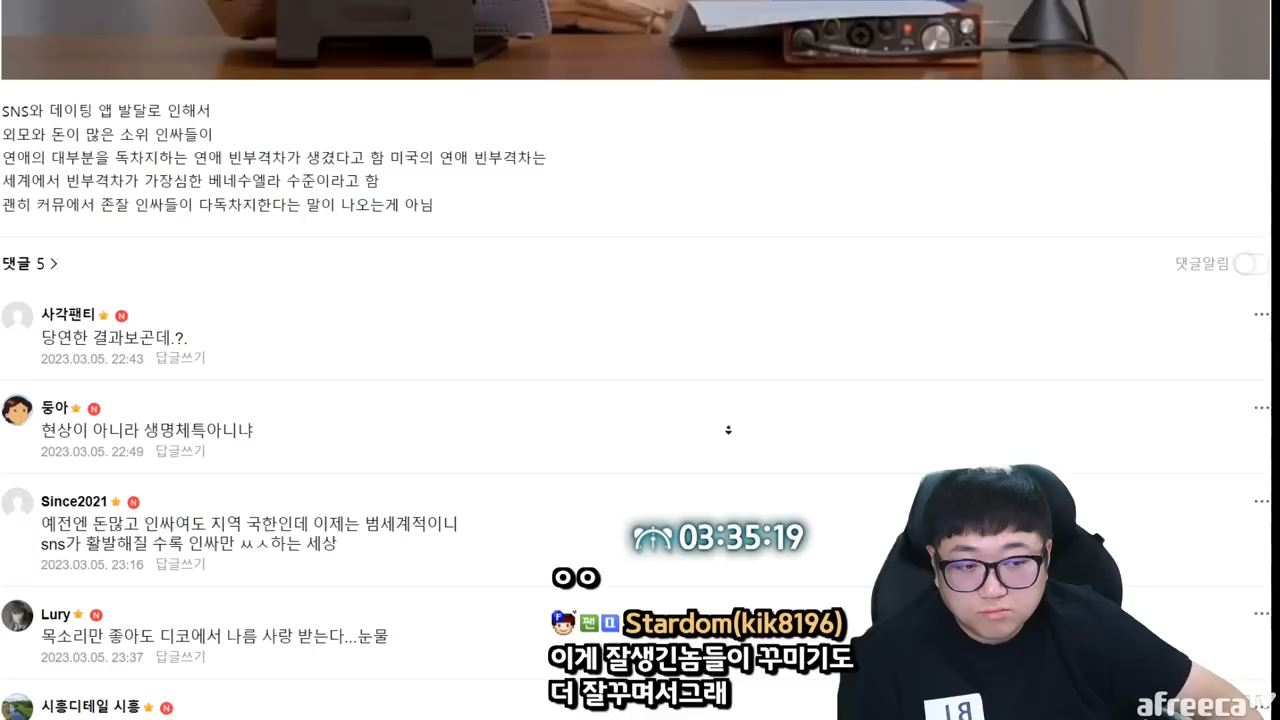 SNS와 데이팅 앱 발달로 인해서
외모와 돈이 많은 소위 인싸들이
연애의 대부분을 독차지하는 연애 빈부격차가 생겼다고 함 미국의 연애 빈부격차는
세계에서 빈부격차가 가장심한 베네수엘라 수준이라고 함
괜히 커뮤에서 존잘 인싸들이 다독차지한다는 말이 나오는게 아님
댓글 5 >
댓글알림
사각팬티 N
당연한 결과보곤데.?.
2023.03.05. 22:43 답글쓰기
둥아 N
현상이 아니라 생명체특아니냐
2023.03.05. 22:49 답글쓰기
Since2021 N
예전엔 돈많고 인싸여도 지역 국한인데 이제는 범세계적이니
sns가 활발해질 수록 인싸만 ㅆㅅ하는 세상
2023.03.05. 23:16 답글쓰기
03:35:19
ㅇㅇ
Lury N
목소리만 좋아도 디코에서 나름 사랑 받는다...눈물
2023.03.05. 23:37 답글쓰기
F 팬 Stardom(kik8196)
이게 잘생긴놈들이 꾸미기도
더 잘꾸며서그래
시흥디테일 시흥 N
afreecaTV